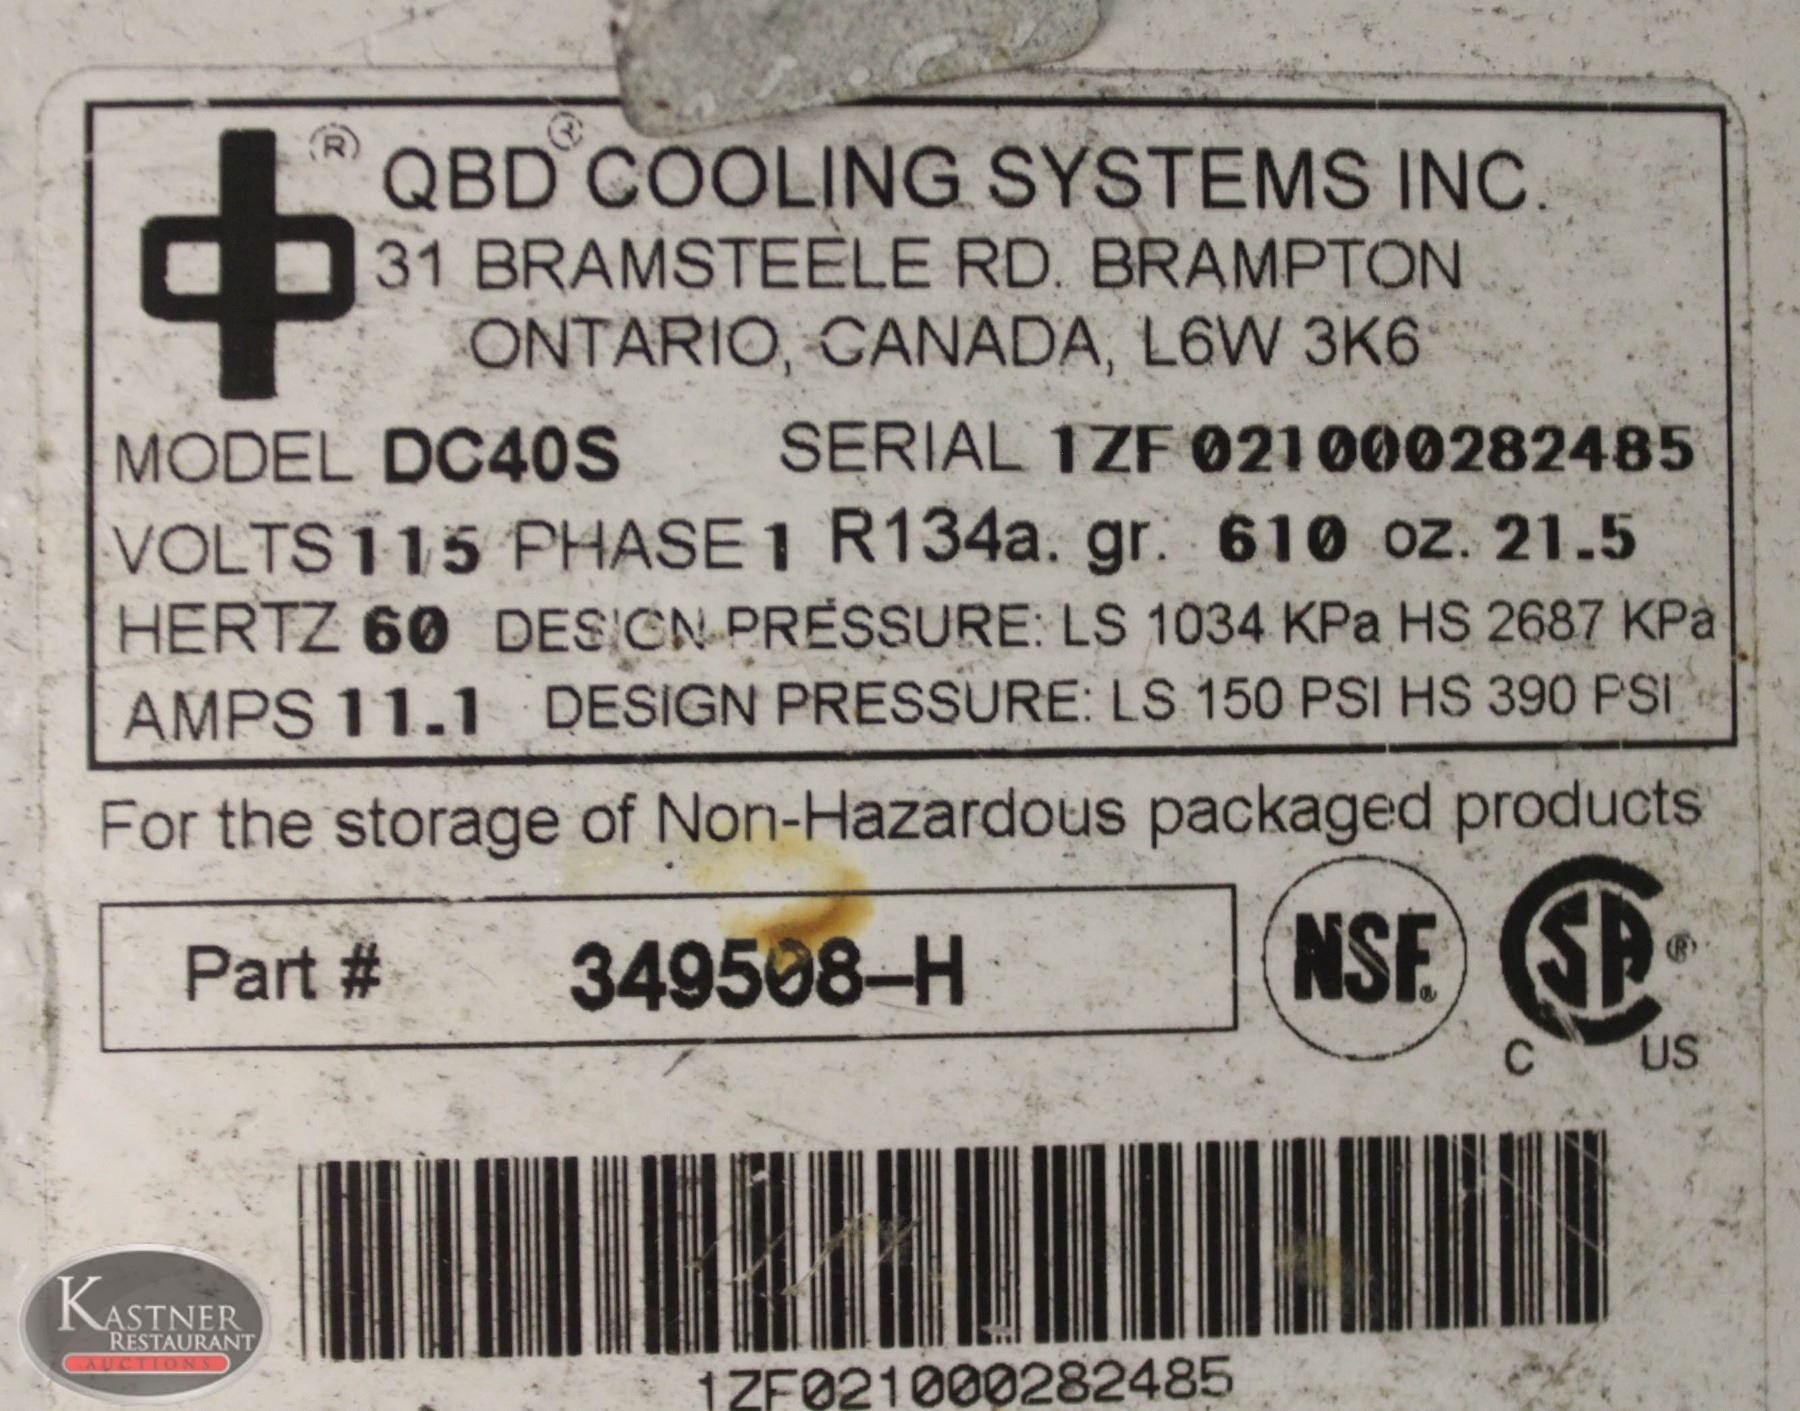 ® QBD® COOLING SYSTEMS INC.
31 BRAMSTEELE RD. BRAMPTON
ONTARIO, CANADA, L6W 3K6
MODEL DC40S SERIAL 1ZF021000282485
VOLTS 115 PHASE 1 R134a. gr. 610 oz. 21.5
HERTZ 60 DESIGN PRESSURE: LS 1034 KPa HS 2687 KPa
AMPS 11.1 DESIGN PRESSURE: LS 150 PSI HS 390 PSI
For the storage of Non-Hazardous packaged products
Part # 349508-H
NSF®
CSA®
C US
1ZF021000282485
KASTNER
RESTAURANT
AUCTIONS